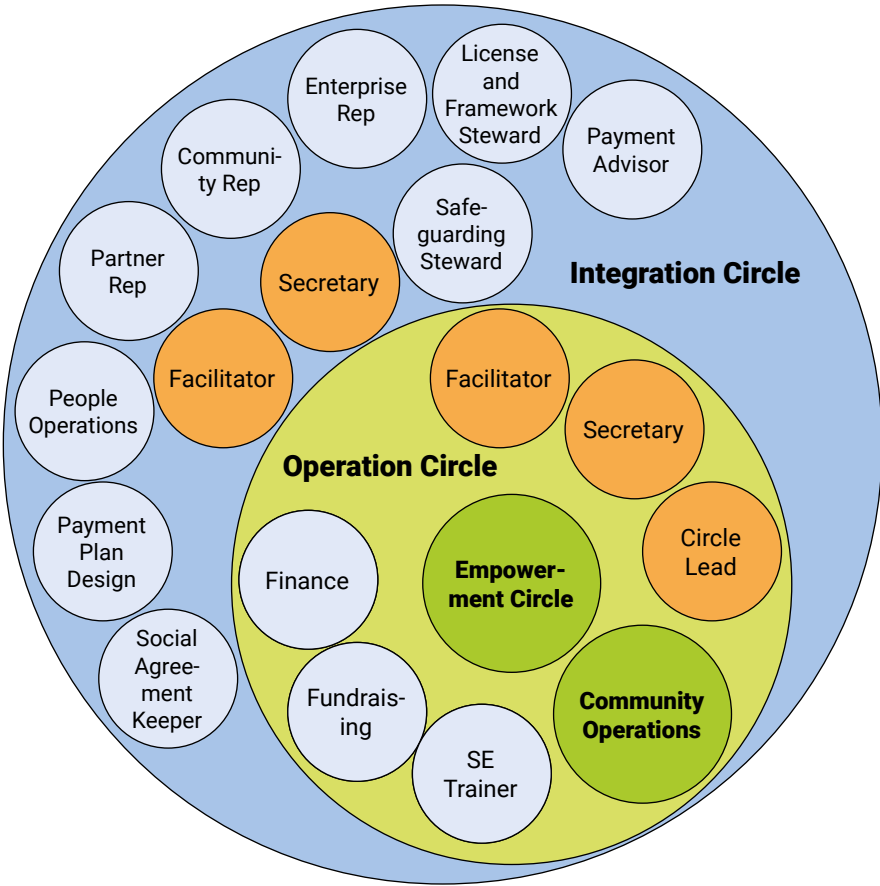 License
and
Framework
Steward
Enterprise
Rep
Payment
Advisor
Communi-
ty Rep
Safe-
guarding
Steward
Partner
Rep
Secretary
Integration Circle
Facilitator
People
Operations
Facilitator
Secretary
Operation Circle
Payment
Plan
Design
Circle
Lead
Finance
Empower-
ment Circle
Social
Agree-
ment
Keeper
Fundrais-
ing
Community
Operations
SE
Trainer